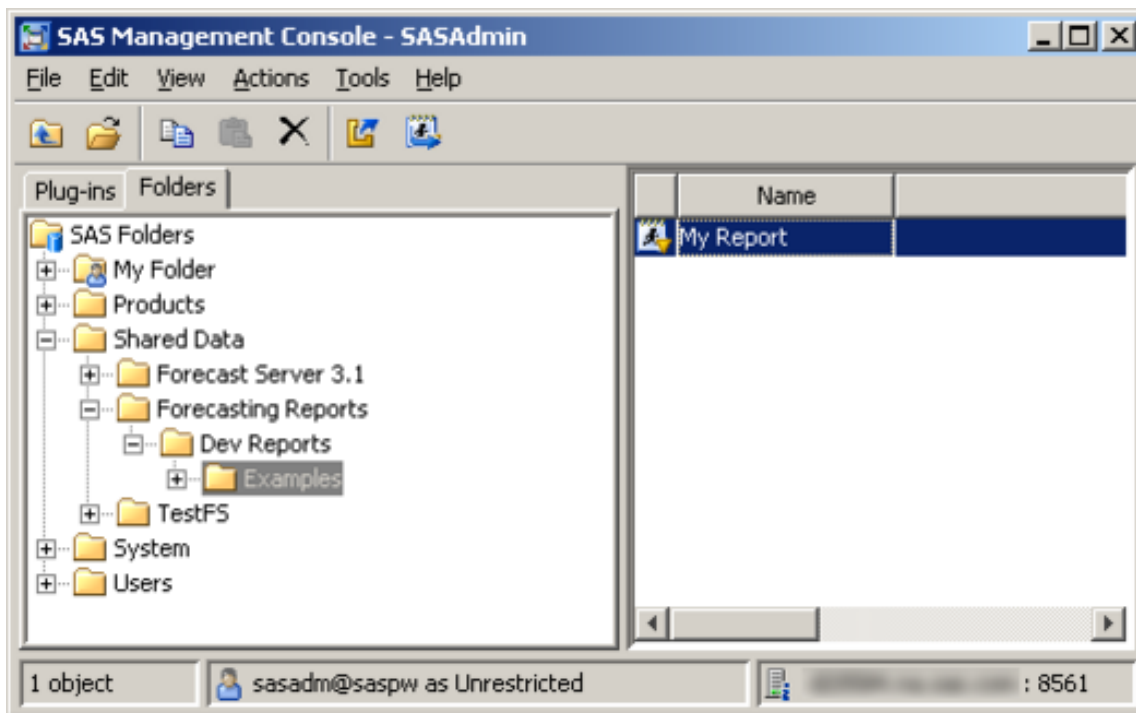 SAS Management Console - SASAdmin
File Edit View Actions Tools Help
Plug-ins Folders
Name
SAS Folders
My Folder
Products
Shared Data
Forecast Server 3.1
Forecasting Reports
Dev Reports
Examples
TestFS
System
Users
My Report
1 object
sasadm@saspw as Unrestricted
: 8561